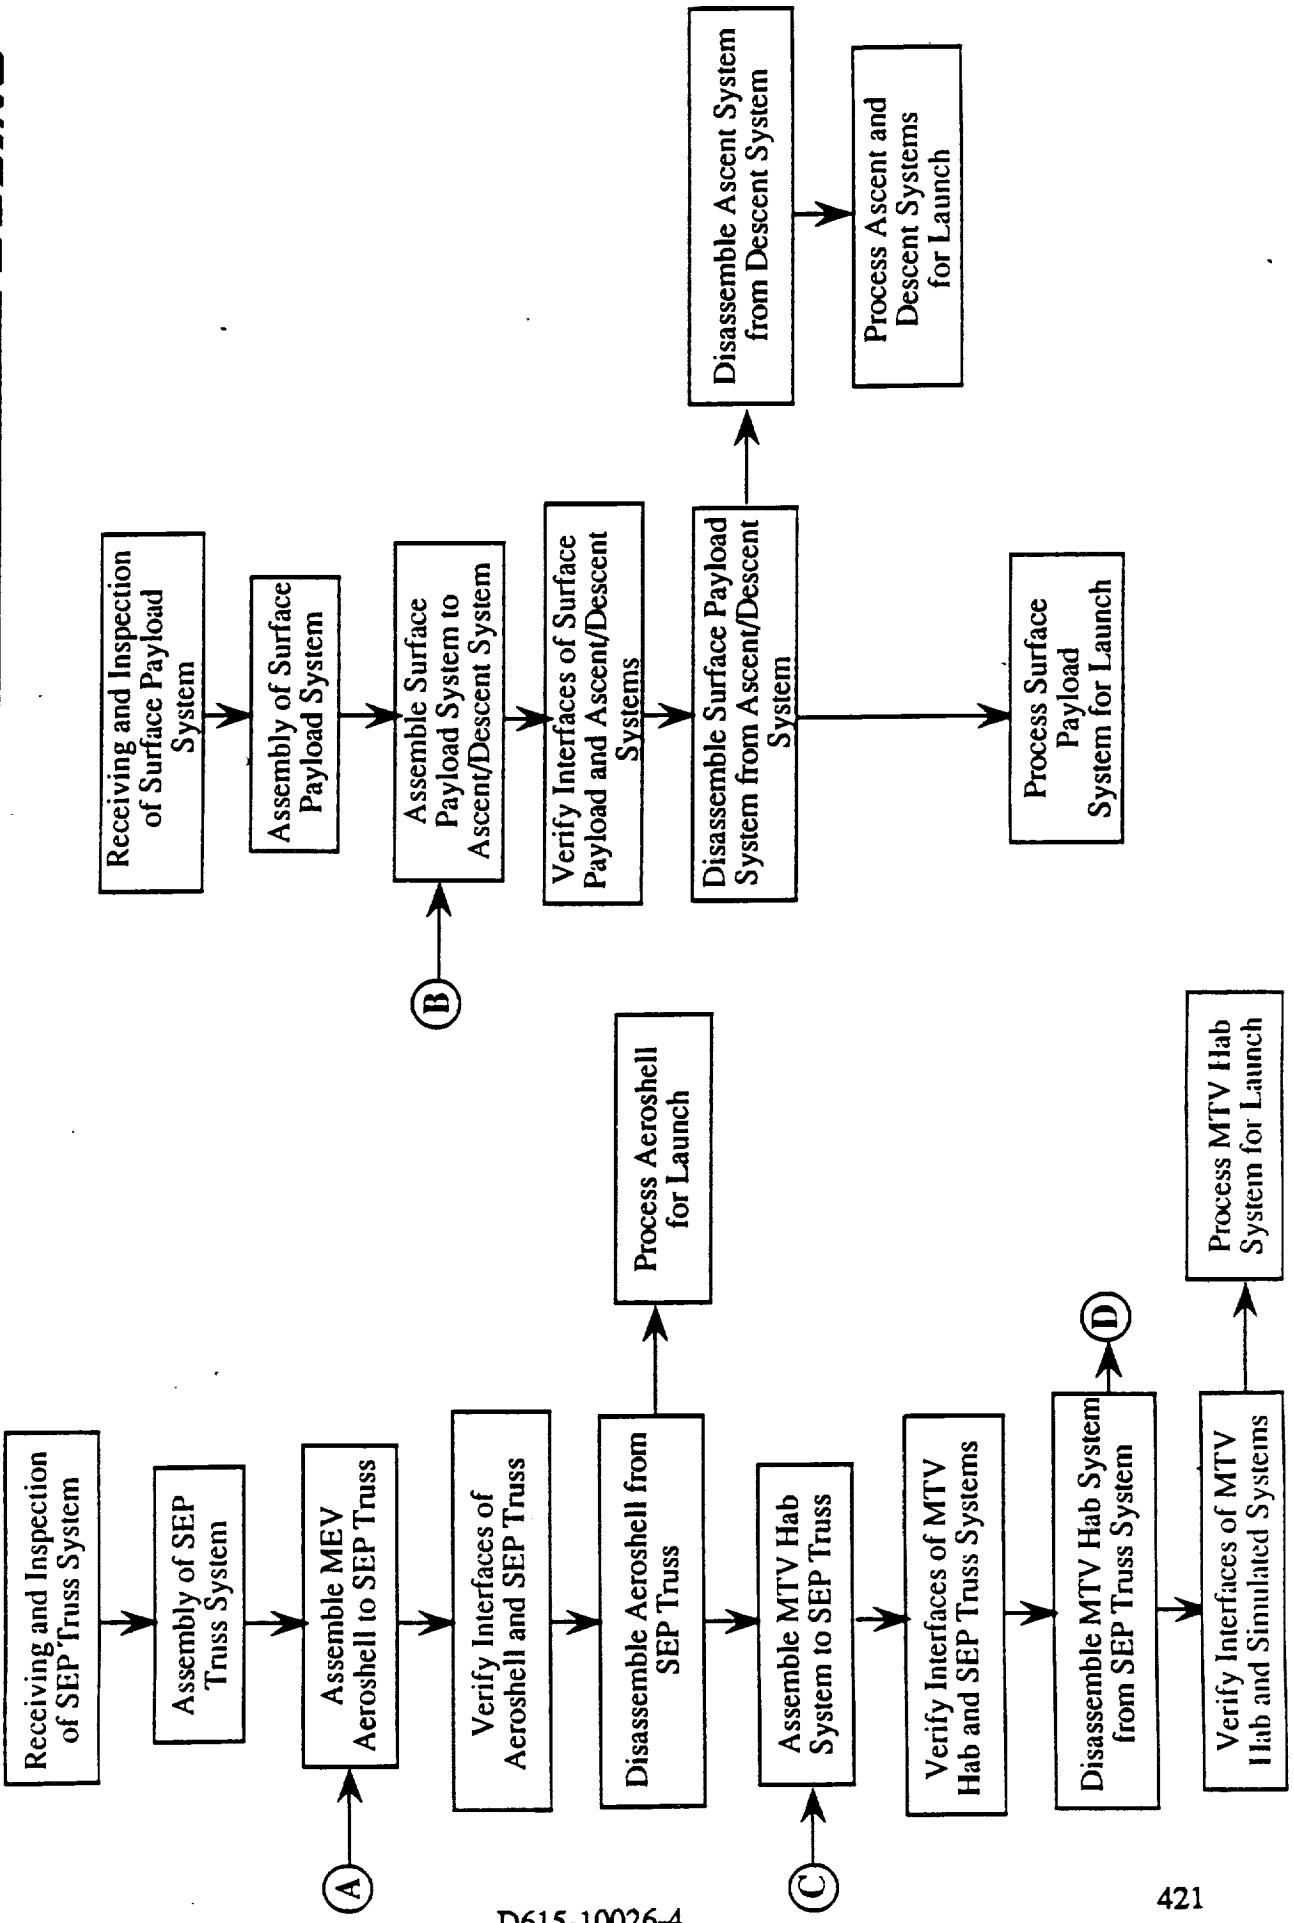 Receiving and Inspection
of SEP Truss System
Assembly of SEP
Truss System
A
Assemble MEV
Aeroshell to SEP Truss
Verify Interfaces of
Aeroshell and SEP Truss
Disassemble Aeroshell from
SEP Truss
Process Aeroshell
for Launch
C
Assemble MTV Hab
System to SEP Truss
Verify Interfaces of MTV
Hab and SEP Truss Systems
Disassemble MTV Hab System
from SEP Truss System
D
Verify Interfaces of MTV
Hab and Simulated Systems
Process MTV Hab
System for Launch
Receiving and Inspection
of Surface Payload
System
Assembly of Surface
Payload System
B
Assemble Surface
Payload System to
Ascent/Descent System
Verify Interfaces of Surface
Payload and Ascent/Descent
Systems
Disassemble Surface Payload
System from Ascent/Descent
System
Disassemble Ascent System
from Descent System
Process Ascent and
Descent Systems
for Launch
Process Surface
Payload
System for Launch
D615-10026-4
421